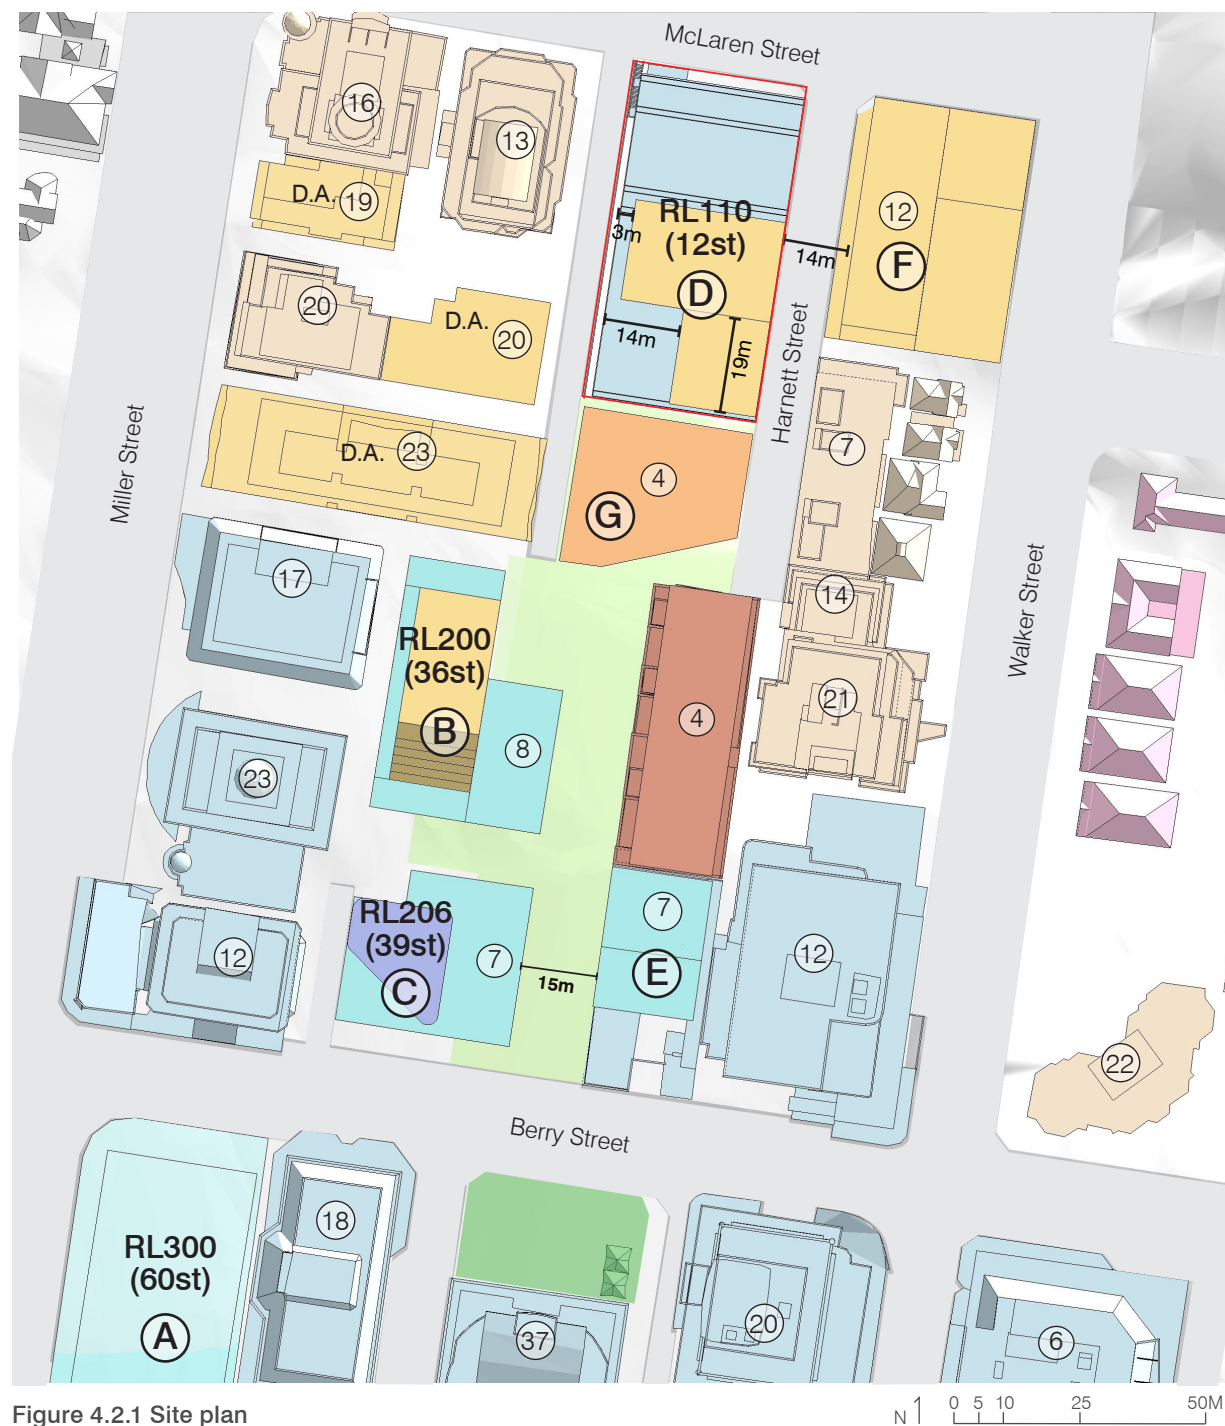 McLaren Street
16
13
D.A. 19
12
RL110
(12st)
3m
D
14m
F
20
D.A.
20
14m
19m
Harnett Street
Miller Street
D.A. 23
7
4
G
17
14
Walker Street
RL200
(36st)
B
8
4
21
23
RL206
(39st)
C
7
15m
7
E
12
12
22
Berry Street
18
RL300
(60st)
A
37
20
6
Figure 4.2.1 Site plan
N
0 5 10 25 50M